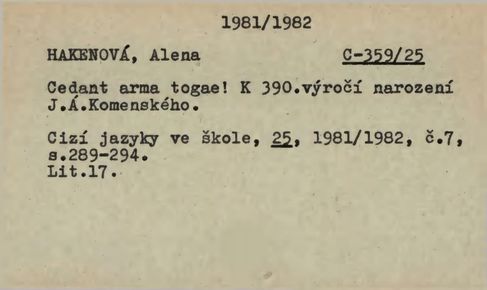 1981/1982
HAKENOVÁ, Alena C-359/25
Cedant arma togae! K 390.výročí narození
J.A.Komenského.
Cizí jazyky ve škole, 25, 1981/1982, č.7,
s.289-294.
Lit.17.